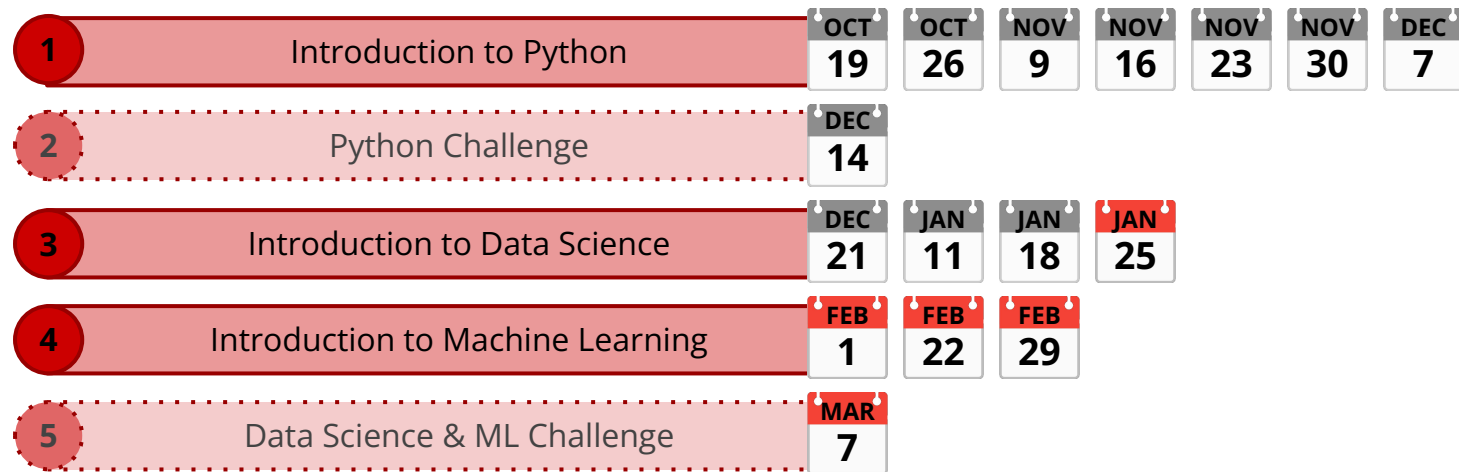 1 Introduction to Python OCT 19 OCT 26 NOV 9 NOV 16 NOV 23 NOV 30 DEC 7
2 Python Challenge DEC 14
3 Introduction to Data Science DEC 21 JAN 11 JAN 18 JAN 25
4 Introduction to Machine Learning FEB 1 FEB 22 FEB 29
5 Data Science & ML Challenge MAR 7